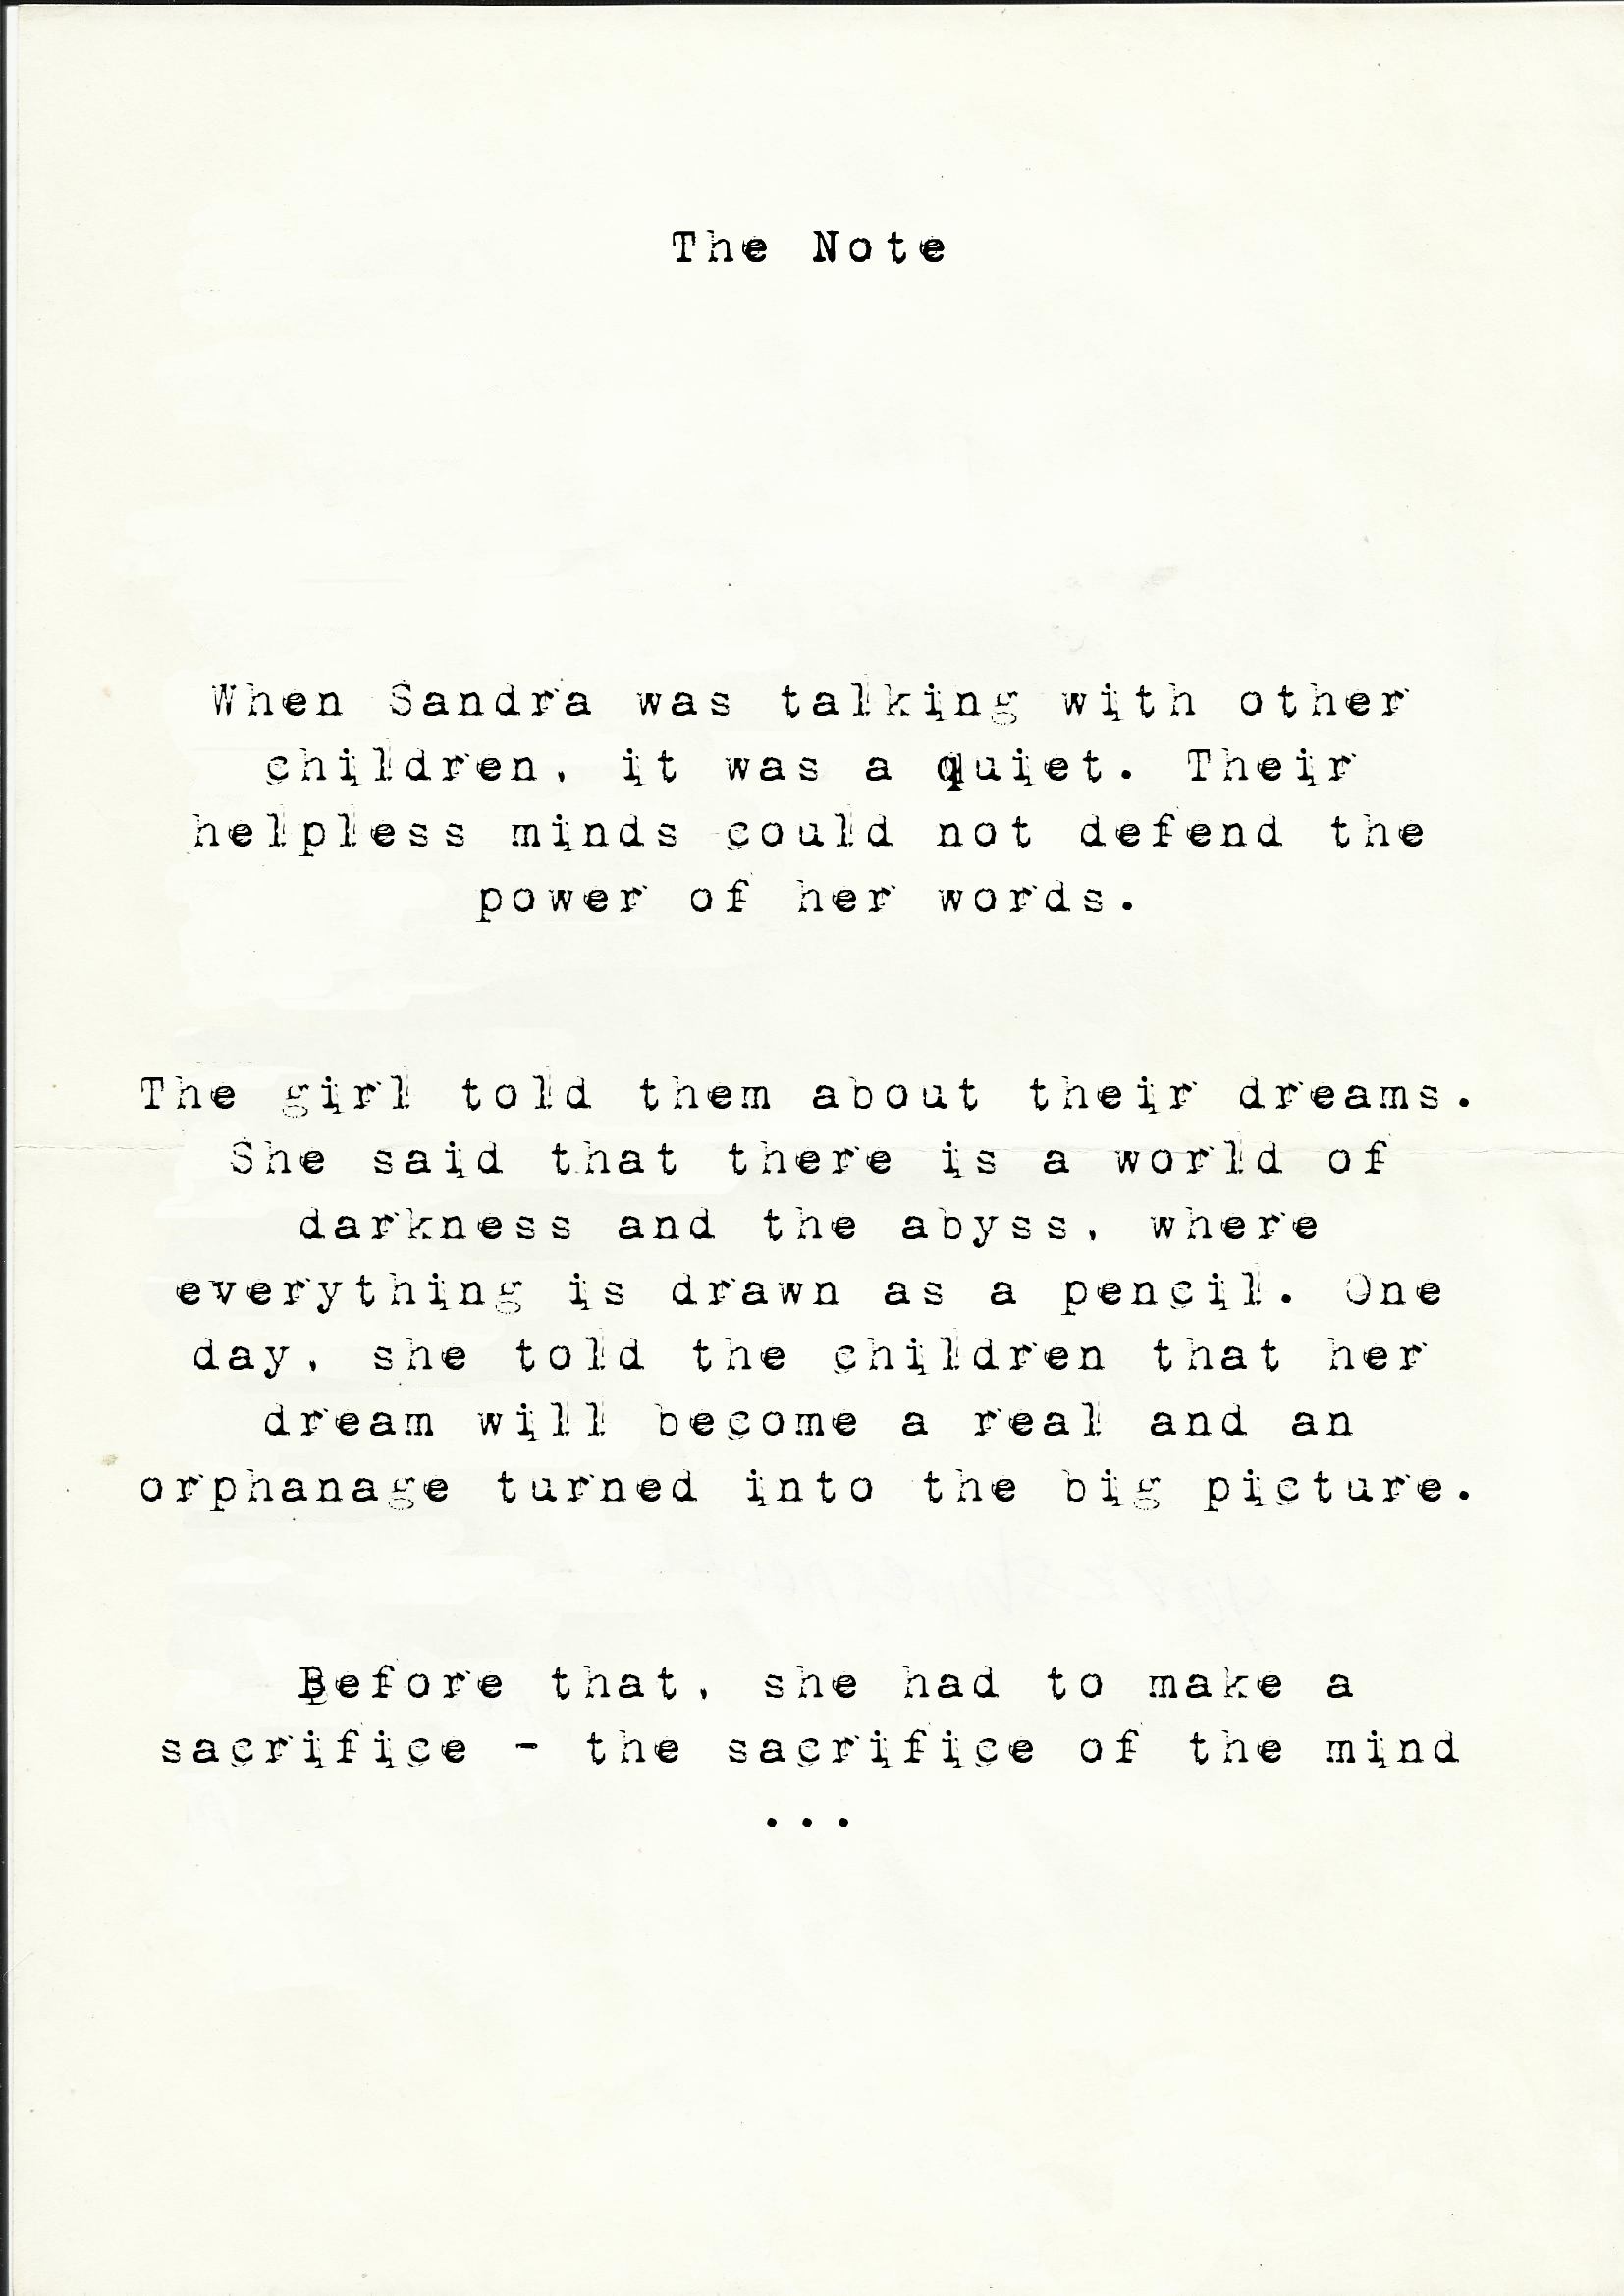 The Note
When Sandra was talking with other
children, it was a quiet. Their
helpless minds could not defend the
power of her words.
The girl told them about their dreams.
She said that there is a world of
darkness and the abyss, where
everything is drawn as a pencil. One
day, she told the children that her
dream will become a real and an
orphanage turned into the big picture.
Before that, she had to make a
sacrifice - the sacrifice of the mind
...